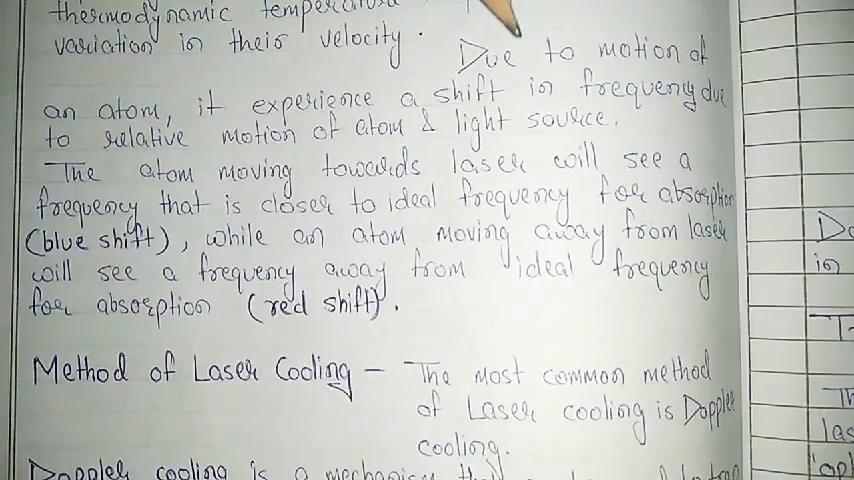 thermodynamic temperature
variation in their velocity. Due to motion of
an atom, it experience a shift in frequency due
to relative motion of atom & light source.
The atom moving towards laser will see a
frequency that is closer to ideal frequency for absorption
(blue shift), while an atom moving away from laser
will see a frequency away from ideal frequency
for absorption (red shift).
Method of Laser Cooling – The most common method
of Laser cooling is Doppler
cooling.
Doppler cooling is a mechanism
in
las